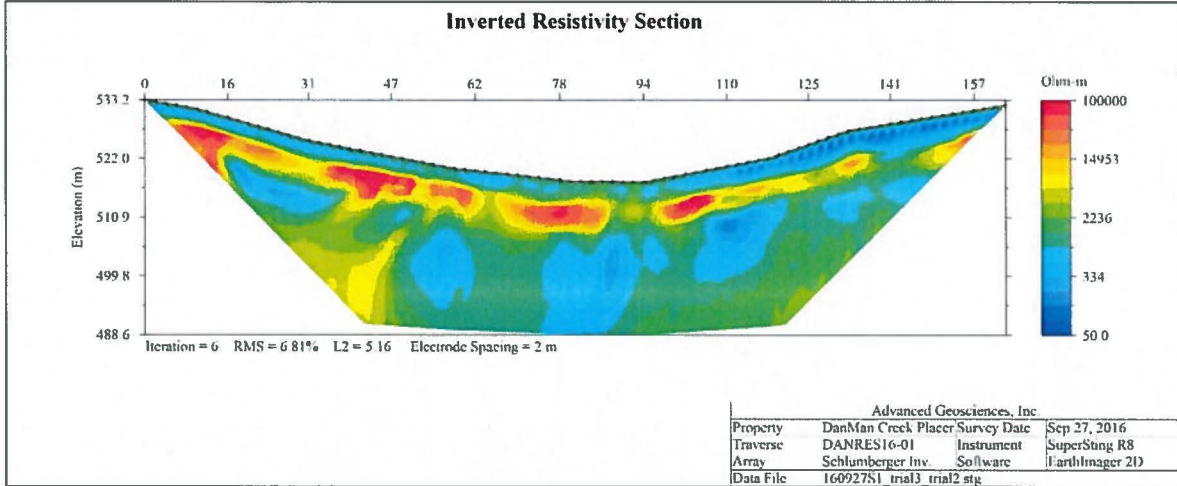 Inverted Resistivity Section
0 16 31 47 62 78 94 110 125 141 157
Ohm-m
533.2
522.0
510.9
499.8
488.6
Elevation (m)
100000
14953
2236
334
50.0
Iteration = 6 RMS = 6.81% L2 = 5.16 Electrode Spacing = 2 m
Advanced Geosciences, Inc.
Property DanMan Creek Placer Survey Date Sep 27, 2016
Traverse DANRES16-01 Instrument SuperSting R8
Array Schlumberger Inv. Software EarthImager 2D
Data File 160927S1_trial3_trial2.stg